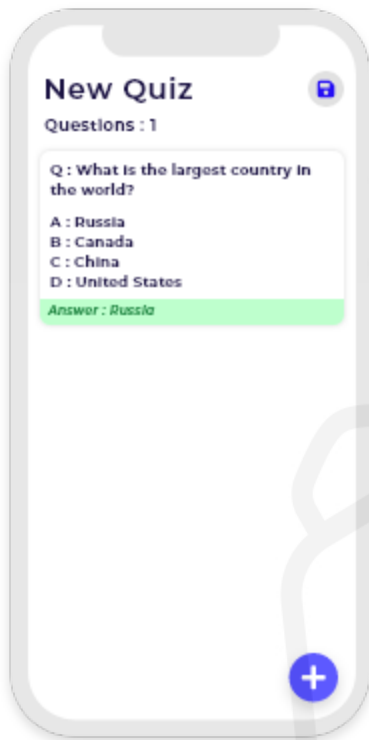 New Quiz
Questions : 1
Q : What is the largest country in
the world?
A : Russia
B : Canada
C : China
D : United States
Answer : Russia